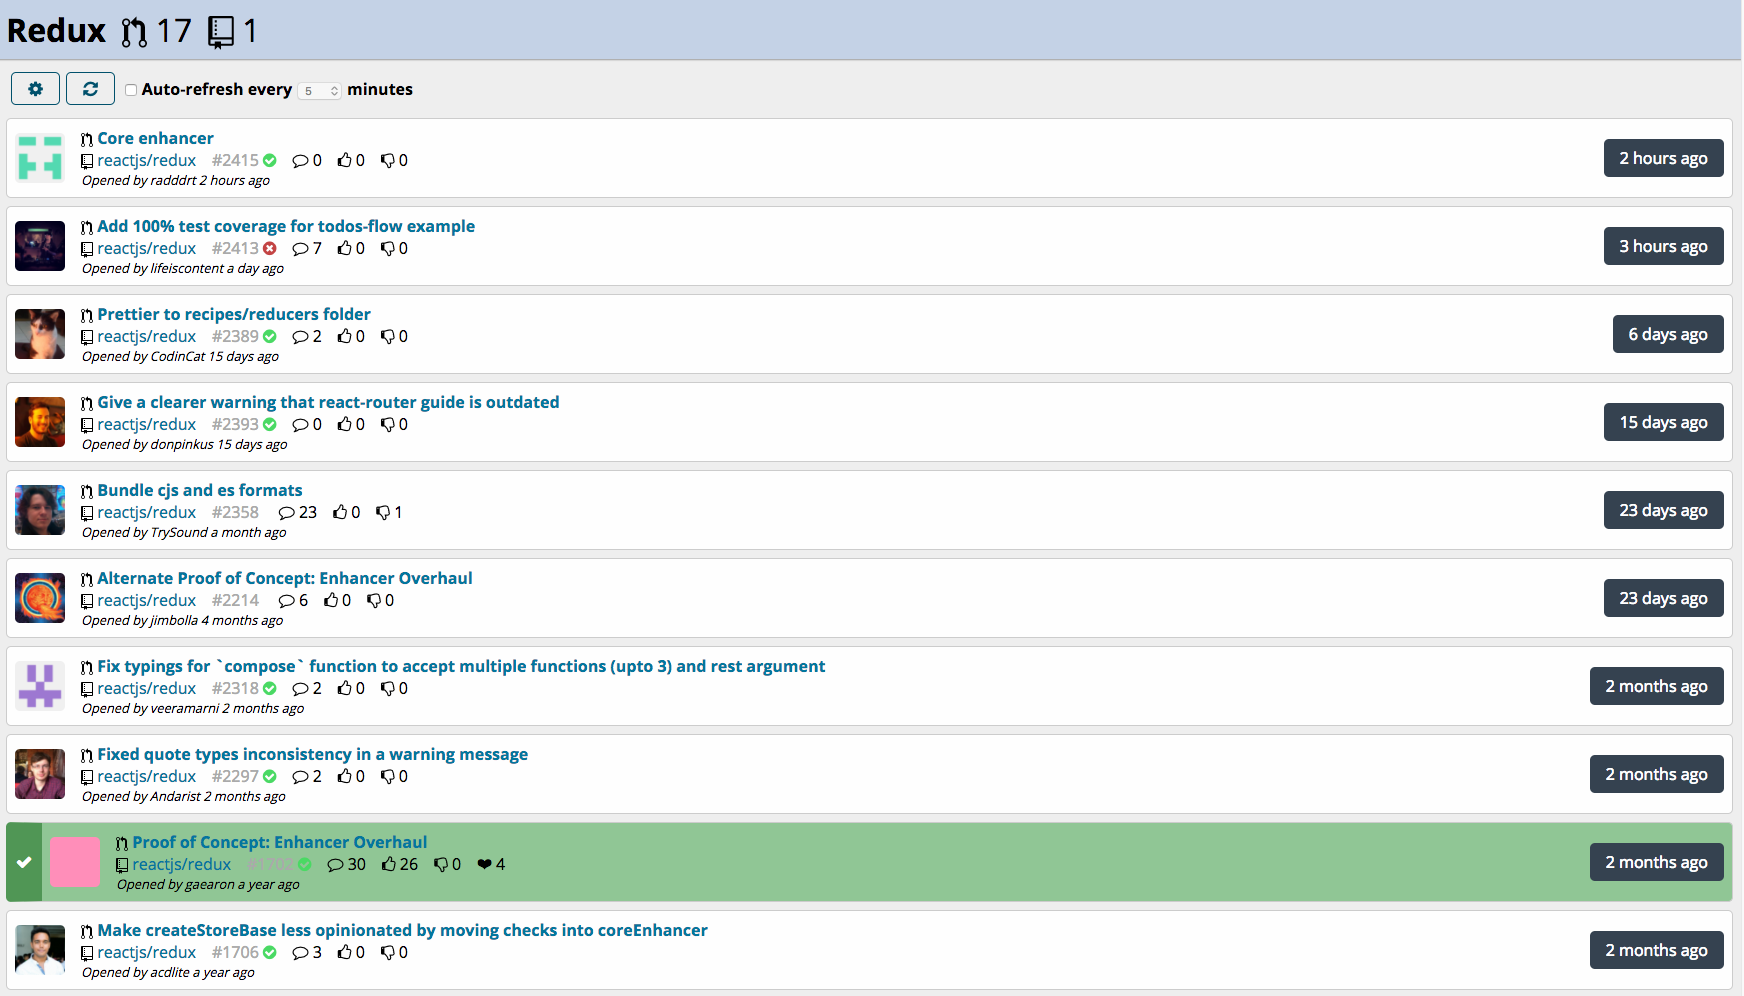 Redux 17 1
Auto-refresh every 5 minutes
Core enhancer
reactjs/redux #2415 0 0 0
Opened by radddrt 2 hours ago
2 hours ago
Add 100% test coverage for todos-flow example
reactjs/redux #2413 7 0 0
Opened by lifeiscontent a day ago
3 hours ago
Prettier to recipes/reducers folder
reactjs/redux #2389 2 0 0
Opened by CodinCat 15 days ago
6 days ago
Give a clearer warning that react-router guide is outdated
reactjs/redux #2393 0 0 0
Opened by donpinkus 15 days ago
15 days ago
Bundle cjs and es formats
reactjs/redux #2358 23 0 1
Opened by TrySound a month ago
23 days ago
Alternate Proof of Concept: Enhancer Overhaul
reactjs/redux #2214 6 0 0
Opened by jimbolla 4 months ago
23 days ago
Fix typings for `compose` function to accept multiple functions (upto 3) and rest argument
reactjs/redux #2318 2 0 0
Opened by veeramarni 2 months ago
2 months ago
Fixed quote types inconsistency in a warning message
reactjs/redux #2297 2 0 0
Opened by Andarist 2 months ago
2 months ago
Proof of Concept: Enhancer Overhaul
reactjs/redux #1702 30 26 0 4
Opened by gaearon a year ago
2 months ago
Make createStoreBase less opinionated by moving checks into coreEnhancer
reactjs/redux #1706 3 0 0
Opened by acdlite a year ago
2 months ago